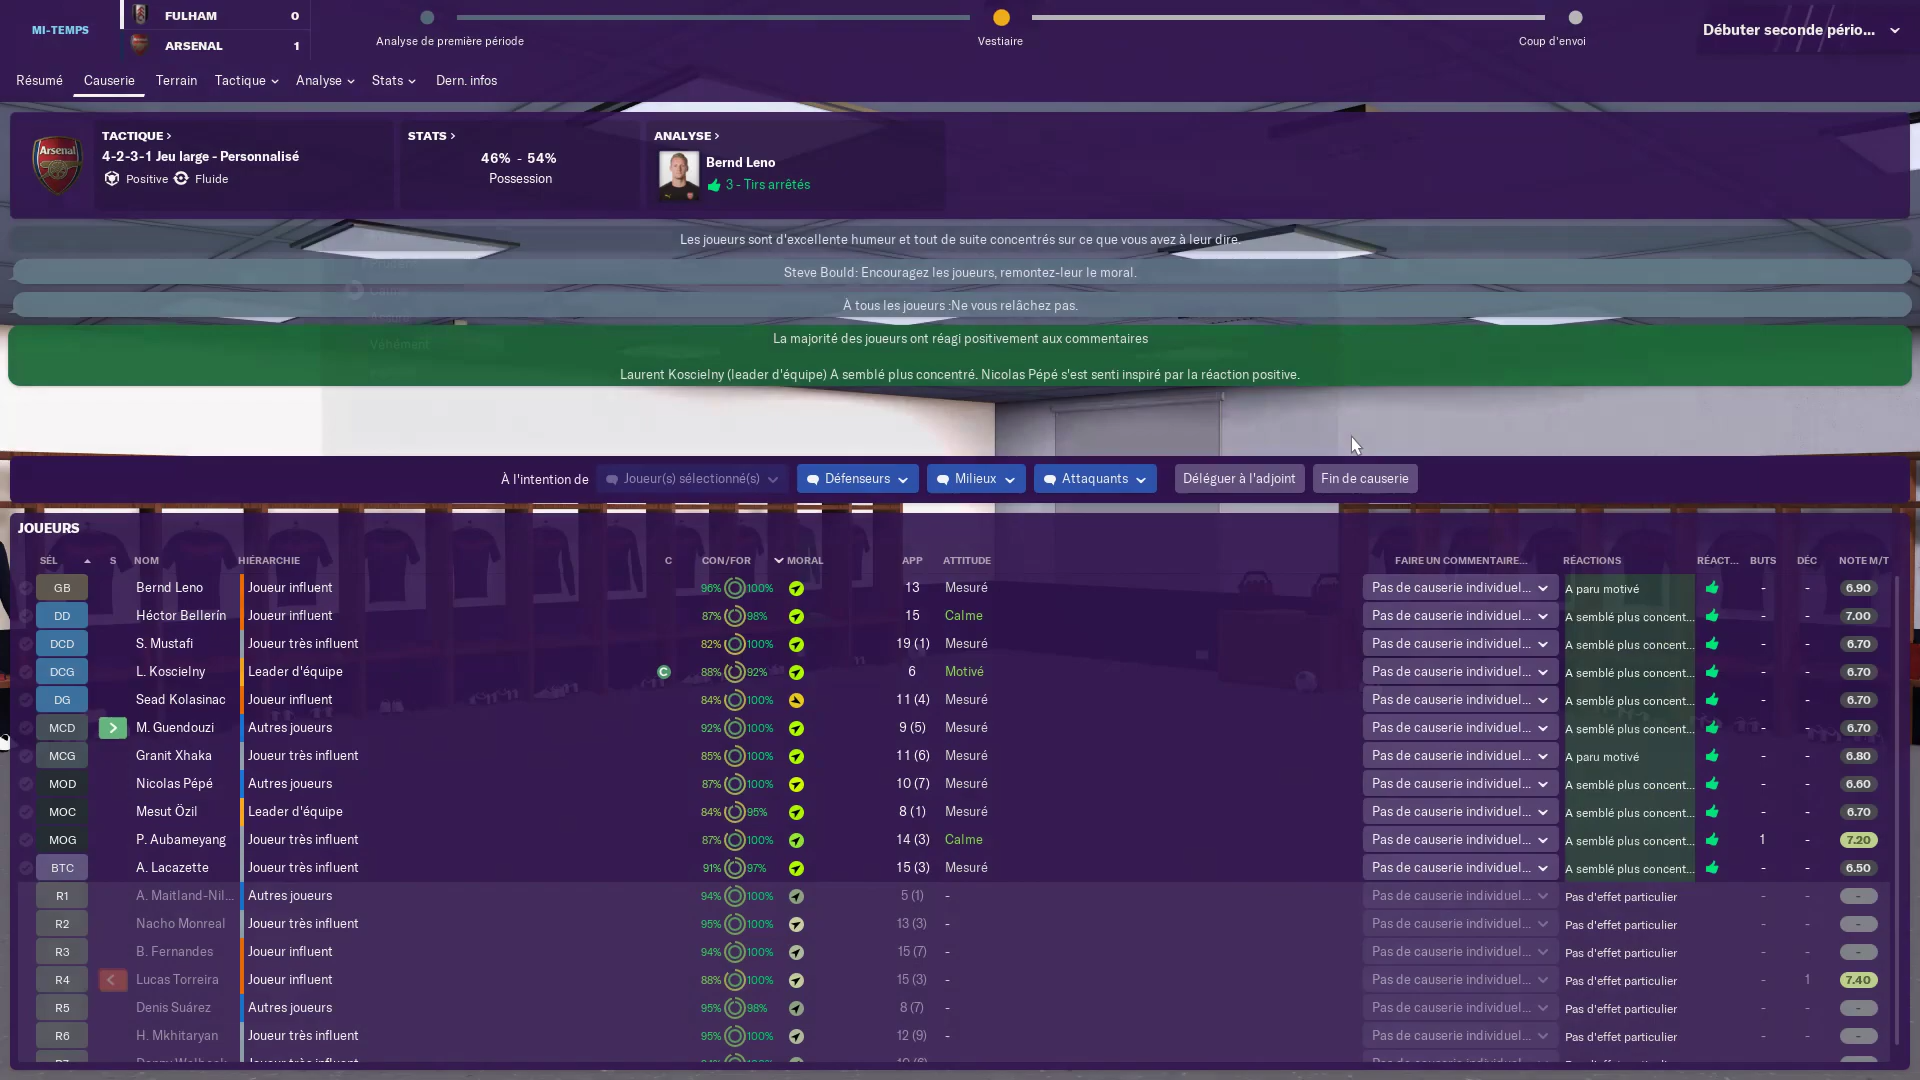 MI-TEMPS
FULHAM 0
ARSENAL 1
Analyse de première période
Vestiaire
Coup d'envoi
Débuter seconde pério...
Résumé Causerie Terrain Tactique Analyse Stats Dern. infos
Arsenal
TACTIQUE >
4-2-3-1 Jeu large - Personnalisé
Positive Fluide
STATS >
46% - 54%
Possession
ANALYSE >
Bernd Leno
3 - Tirs arrêtés
Les joueurs sont d'excellente humeur et tout de suite concentrés sur ce que vous avez à leur dire.
Steve Bould: Encouragez les joueurs, remontez-leur le moral.
À tous les joueurs :Ne vous relâchez pas.
La majorité des joueurs ont réagi positivement aux commentaires
Véhément
Laurent Koscielny (leader d'équipe) A semblé plus concentré. Nicolas Pépé s'est senti inspiré par la réaction positive.
À l'intention de Joueur(s) sélectionné(s) Défenseurs Milieux Attaquants Déléguer à l'adjoint Fin de causerie
JOUEURS
SÉL S NOM HIÉRARCHIE C CON/FOR MORAL APP ATTITUDE FAIRE UN COMMENTAIRE... RÉACTIONS RÉACT... BUTS DÉC NOTE M/T
GB Bernd Leno Joueur influent 96% 100% 13 Mesuré Pas de causerie individuel... A paru motivé - - 6.90
DD Héctor Bellerín Joueur influent 87% 98% 15 Calme Pas de causerie individuel... A semblé plus concent... - - 7.00
DCD S. Mustafi Joueur très influent 82% 100% 19 (1) Mesuré Pas de causerie individuel... A semblé plus concent... - - 6.70
DCG L. Koscielny Leader d'équipe C 88% 92% 6 Motivé Pas de causerie individuel... A semblé plus concent... - - 6.70
DG Sead Kolasinac Joueur influent 84% 100% 11 (4) Mesuré Pas de causerie individuel... A semblé plus concent... - - 6.70
MCD M. Guendouzi Autres joueurs 92% 100% 9 (5) Mesuré Pas de causerie individuel... A semblé plus concent... - - 6.70
MCG Granit Xhaka Joueur très influent 85% 100% 11 (6) Mesuré Pas de causerie individuel... A paru motivé - - 6.80
MOD Nicolas Pépé Autres joueurs 87% 100% 10 (7) Mesuré Pas de causerie individuel... A semblé plus concent... - - 6.60
MOC Mesut Özil Leader d'équipe 84% 95% 8 (1) Mesuré Pas de causerie individuel... A semblé plus concent... - - 6.70
MOG P. Aubameyang Joueur très influent 87% 100% 14 (3) Calme Pas de causerie individuel... A semblé plus concent... 1 - 7.20
BTC A. Lacazette Joueur très influent 91% 97% 15 (3) Mesuré Pas de causerie individuel... A semblé plus concent... - - 6.50
R1 A. Maitland-Nil... Autres joueurs 94% 100% 5 (1) - Pas de causerie individuel... Pas d'effet particulier - - -
R2 Nacho Monreal Joueur très influent 95% 100% 13 (3) - Pas de causerie individuel... Pas d'effet particulier - - -
R3 B. Fernandes Joueur influent 94% 100% 15 (7) - Pas de causerie individuel... Pas d'effet particulier - - -
R4 Lucas Torreira Joueur influent 88% 100% 15 (3) - Pas de causerie individuel... Pas d'effet particulier - 1 7.40
R5 Denis Suárez Autres joueurs 95% 98% 8 (7) - Pas de causerie individuel... Pas d'effet particulier - - -
R6 H. Mkhitaryan Joueur très influent 95% 100% 12 (9) - Pas de causerie individuel... Pas d'effet particulier - - -